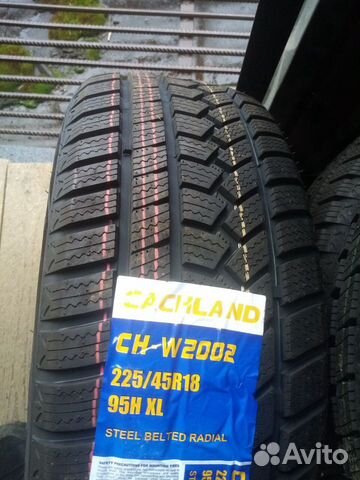 CACHLAND
CH-W2002
225/45R18
95H XL
STEEL BELTED RADIAL
Avito